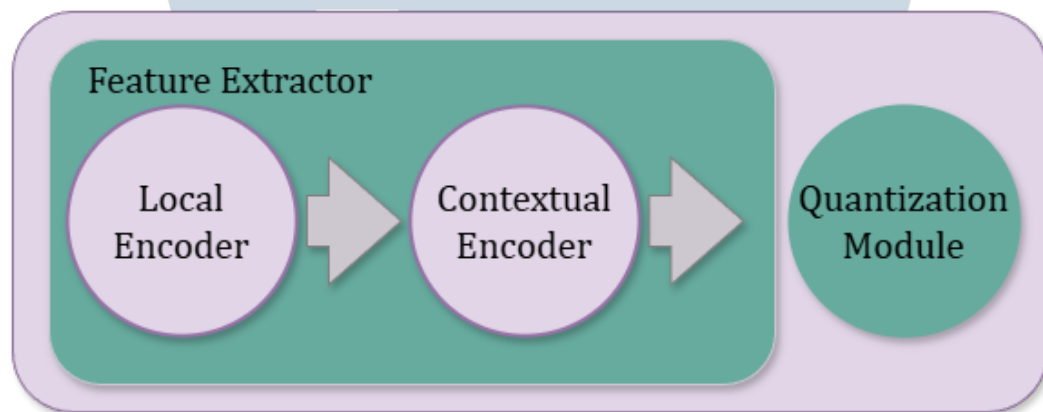 Feature Extractor
Local
Encoder
Contextual
Encoder
Quantization
Module